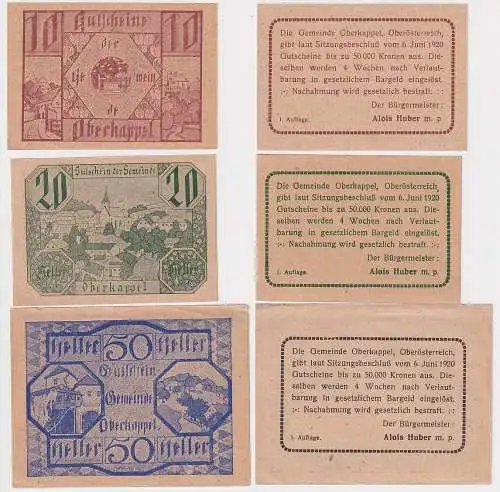 10 Gutscheine 10
der
Ge mein
de
Oberkappel
Die Gemeinde Oberkappel, Oberösterreich,
gibt laut Sitzungsbeschluß vom 6 Juni 1920
Gutscheine bis zu 50 000 Kronen aus. Die-
selben werden 4 Wochen nach Verlaut-
barung in gesetzlichem Bargeld eingelöst.
:-: Nachahmung wird gesetzlich bestraft. :-:
Der Bürgermeister:
1. Auflage. Alois Huber m. p.
Gutschein der Gemeinde
20 20
Heller Heller
Oberkappel
Die Gemeinde Oberkappel, Oberösterreich,
gibt laut Sitzungsbeschluß vom 6. Juni 1920
Gutscheine bis zu 50.000 Kronen aus. Die-
selben werden 4 Wochen nach Verlaut-
barung in gesetzlichem Bargeld eingelöst.
:-: Nachahmung wird gesetzlich bestraft. :-:
Der Bürgermeister:
1. Auflage. Alois Huber m. p.
Heller 50 Heller
Gutschein
Gemeinde
Oberkappel
Heller 50 Heller
Die Gemeinde Oberkappel, Oberösterreich,
gibt laut Sitzungsbeschluß vom 6 Juni 1920
Gutscheine bis zu 50.000 Kronen aus. Die-
selben werden 4 Wochen nach Verlaut-
barung in gesetzlichem Bargeld eingelöst.
:-: Nachahmung wird gesetzlich bestraft. :-:
Der Bürgermeister:
1. Auflage. Alois Huber m. p.